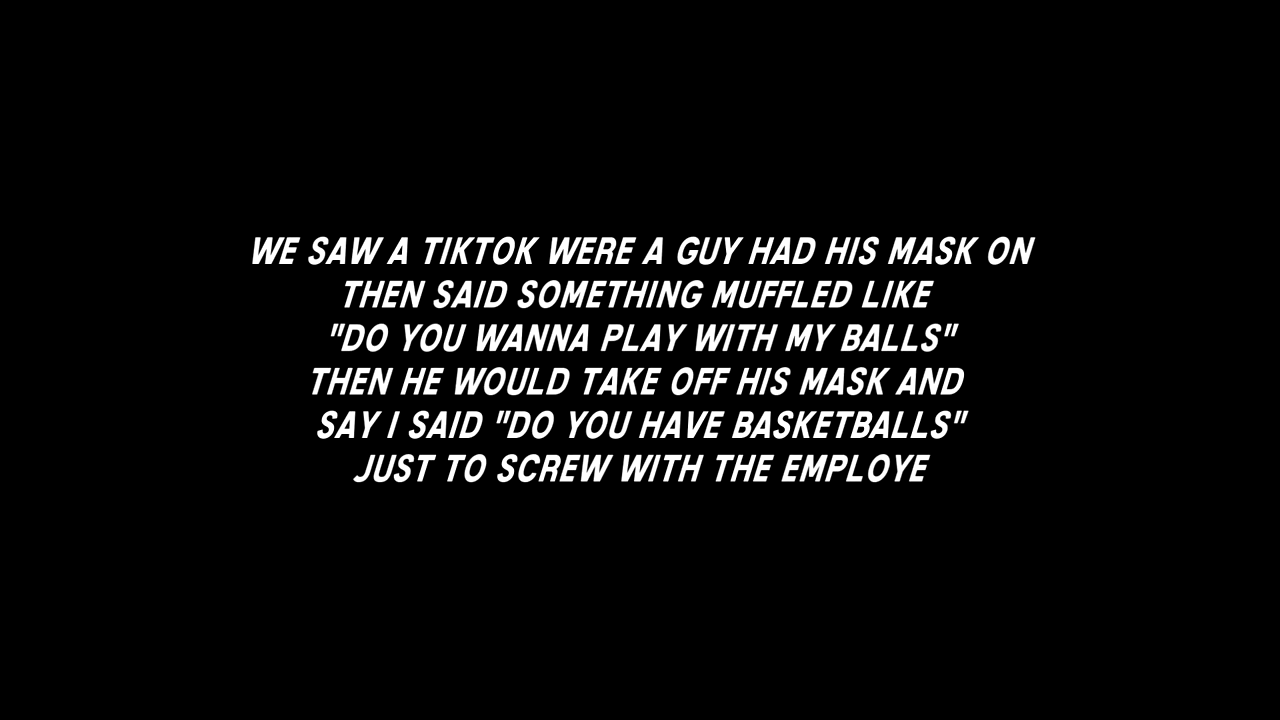 WE SAW A TIKTOK WERE A GUY HAD HIS MASK ON
THEN SAID SOMETHING MUFFLED LIKE
"DO YOU WANNA PLAY WITH MY BALLS"
THEN HE WOULD TAKE OFF HIS MASK AND
SAY I SAID "DO YOU HAVE BASKETBALLS"
JUST TO SCREW WITH THE EMPLOYE